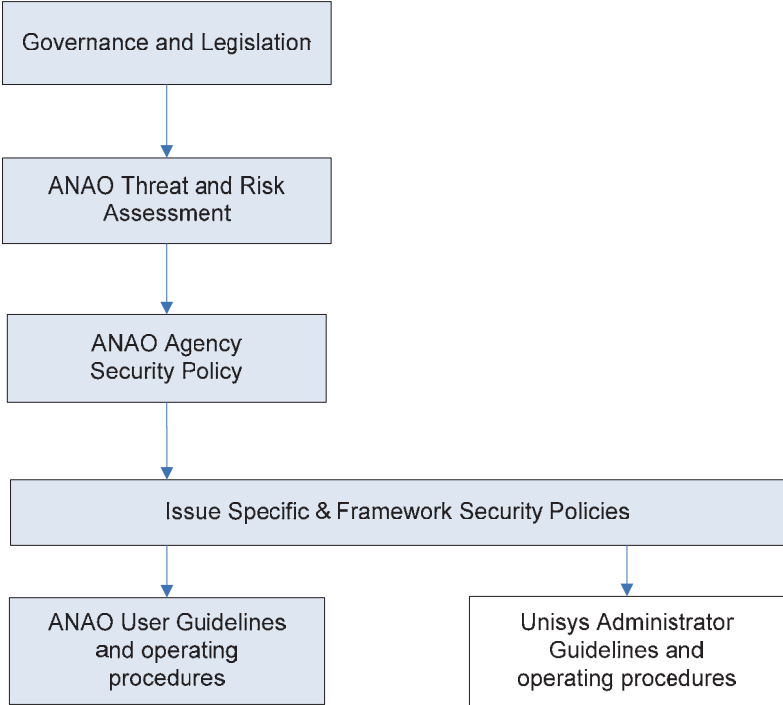 Governance and Legislation
ANAO Threat and Risk
Assessment
ANAO Agency
Security Policy
Issue Specific & Framework Security Policies
ANAO User Guidelines
and operating
procedures
Unisys Administrator
Guidelines and
operating procedures